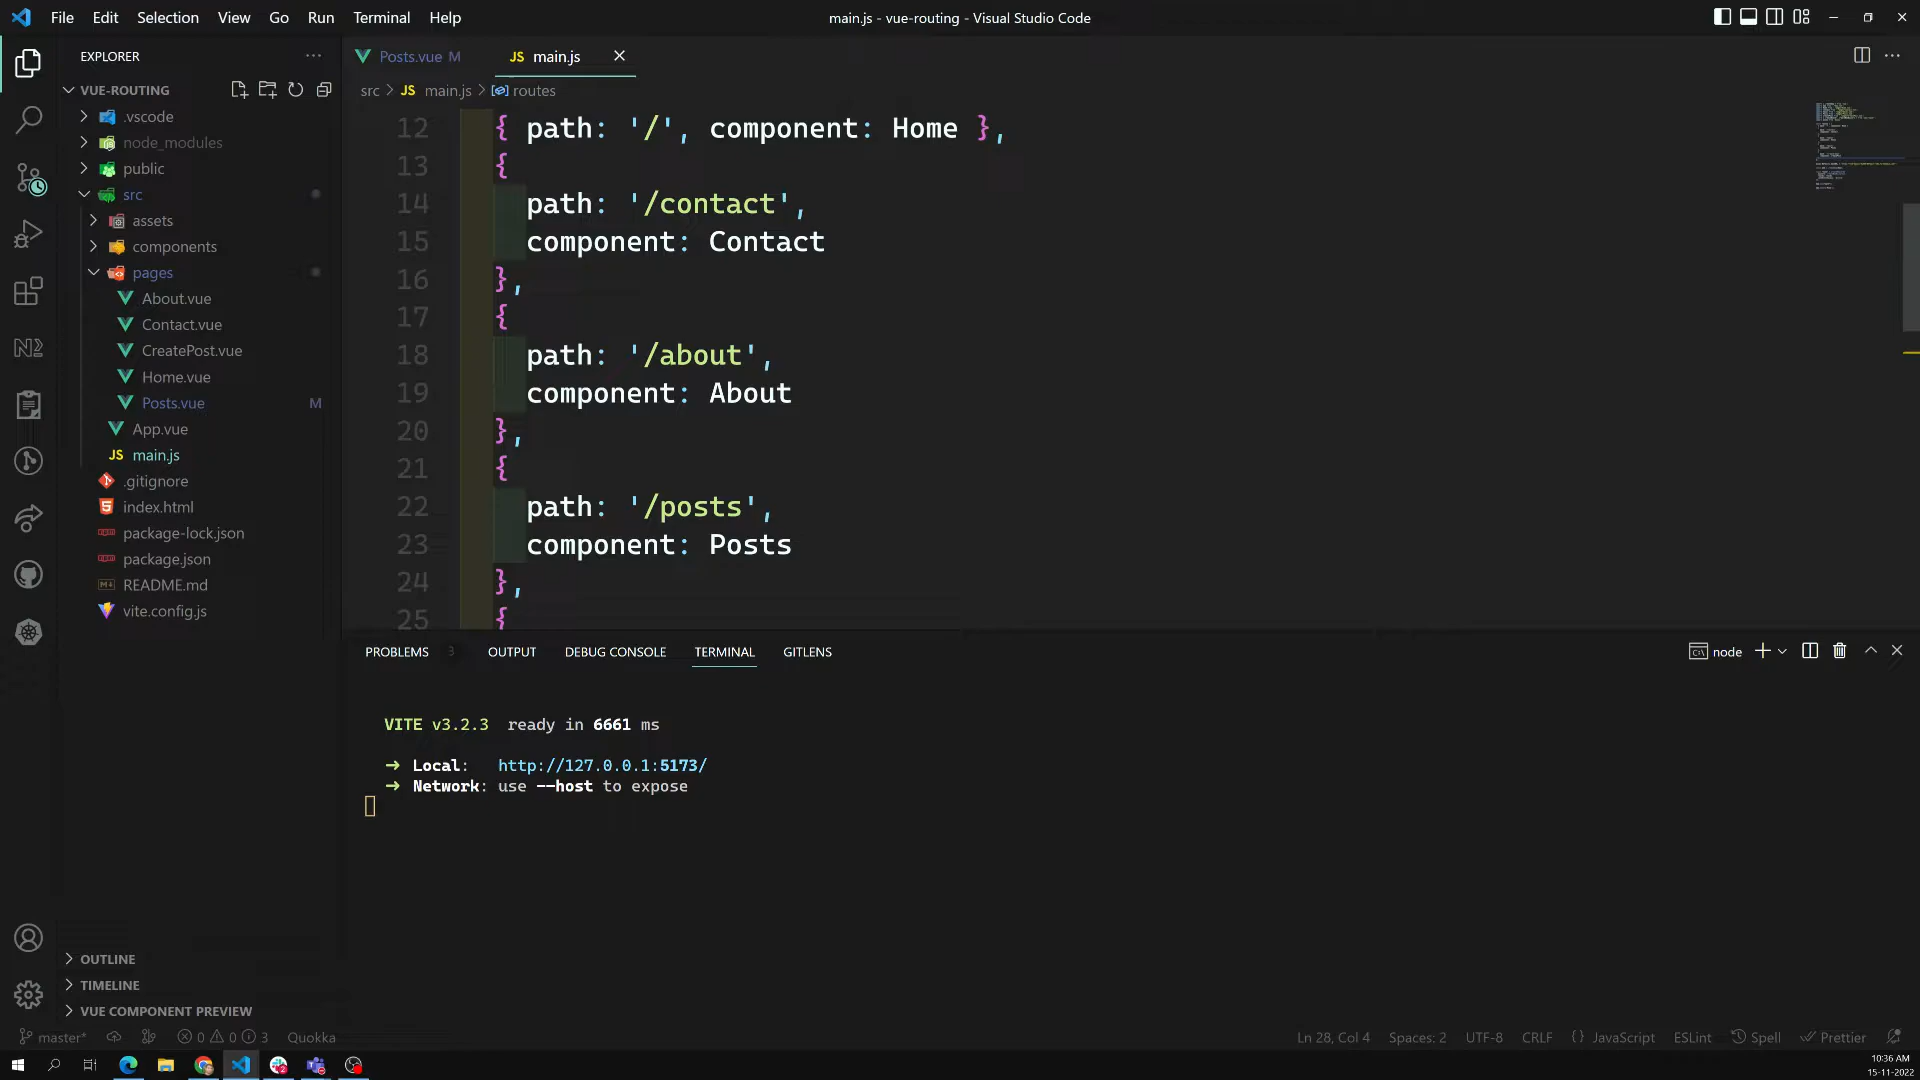 File Edit Selection View Go Run Terminal Help
main.js - vue-routing - Visual Studio Code
EXPLORER
VUE-ROUTING
.vscode
node_modules
public
src
assets
components
pages
About.vue
Contact.vue
CreatePost.vue
Home.vue
Posts.vue M
App.vue
JS main.js
.gitignore
index.html
package-lock.json
package.json
README.md
vite.config.js
OUTLINE
TIMELINE
VUE COMPONENT PREVIEW
Posts.vue M
JS main.js
src > JS main.js > routes
12 { path: '/', component: Home },
13 {
14 path: '/contact',
15 component: Contact
16 },
17 {
18 path: '/about',
19 component: About
20 },
21 {
22 path: '/posts',
23 component: Posts
24 },
25 {
PROBLEMS 3 OUTPUT DEBUG CONSOLE TERMINAL GITLENS
node
VITE v3.2.3 ready in 6661 ms
➜ Local: http://127.0.0.1:5173/
➜ Network: use --host to expose
master* 0 0 3 Quokka
Ln 28, Col 4 Spaces: 2 UTF-8 CRLF {} JavaScript ESLint Spell Prettier
10:36 AM
15-11-2022